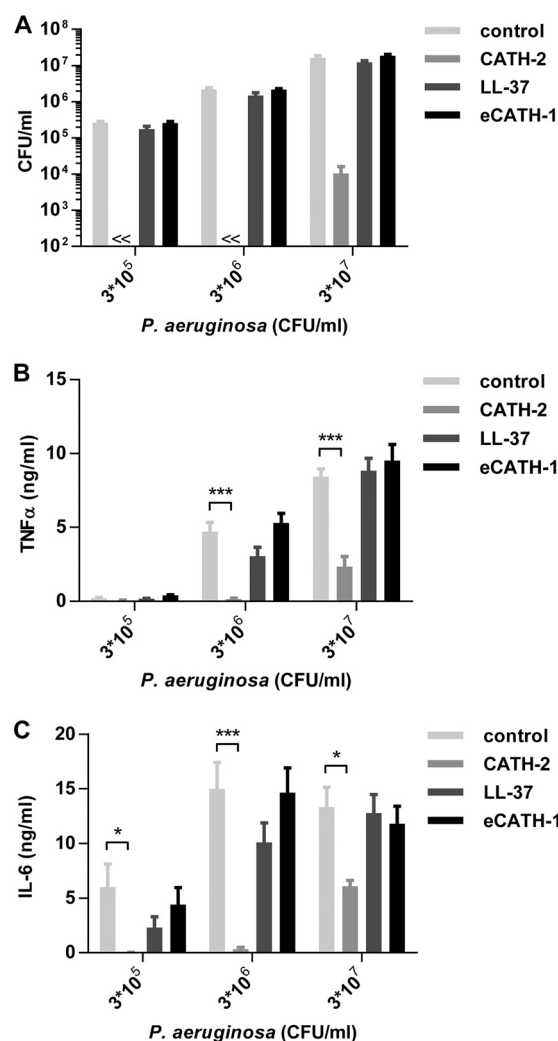 A
10⁸
10⁷
10⁶
10⁵
10⁴
10³
10²
CFU/ml
<<
<<
3*10⁵
3*10⁶
3*10⁷
P. aeruginosa (CFU/ml)
control
CATH-2
LL-37
eCATH-1
B
15
10
5
0
TNFα (ng/ml)
***
***
3*10⁵
3*10⁶
3*10⁷
P. aeruginosa (CFU/ml)
control
CATH-2
LL-37
eCATH-1
C
20
15
10
5
0
IL-6 (ng/ml)
*
***
*
3*10⁵
3*10⁶
3*10⁷
P. aeruginosa (CFU/ml)
control
CATH-2
LL-37
eCATH-1